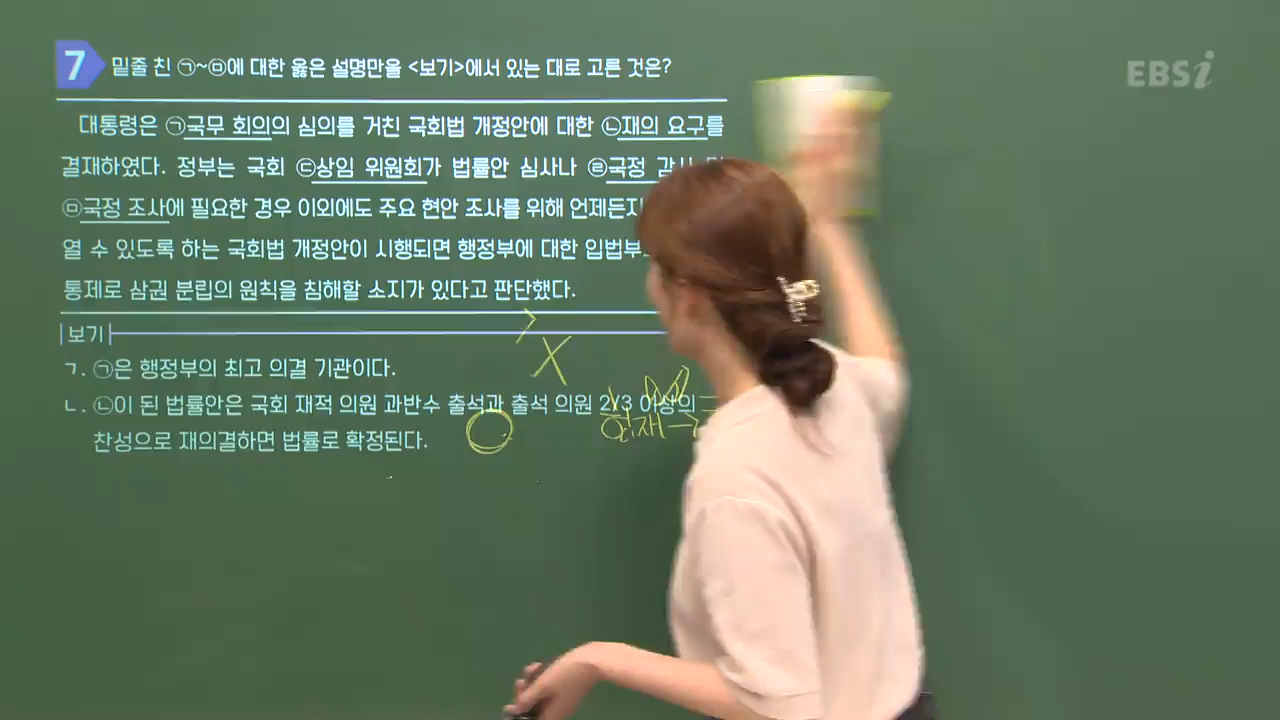 EBSi
7 밑줄 친 ㉠~㉤에 대한 옳은 설명만을 <보기>에서 있는 대로 고른 것은?
대통령은 ㉠국무 회의의 심의를 거친 국회법 개정안에 대한 ㉡재의 요구를
결재하였다. 정부는 국회 ㉢상임 위원회가 법률안 심사나 ㉣국정 감사
㉤국정 조사에 필요한 경우 이외에도 주요 현안 조사를 위해 언제든지
열 수 있도록 하는 국회법 개정안이 시행되면 행정부에 대한 입법부
통제로 삼권 분립의 원칙을 침해할 소지가 있다고 판단했다.
보기
ㄱ. ㉠은 행정부의 최고 의결 기관이다.
X
ㄴ. ㉡이 된 법률안은 국회 재적 의원 과반수 출석과 출석 의원 2/3 이상의
찬성으로 재의결하면 법률로 확정된다.